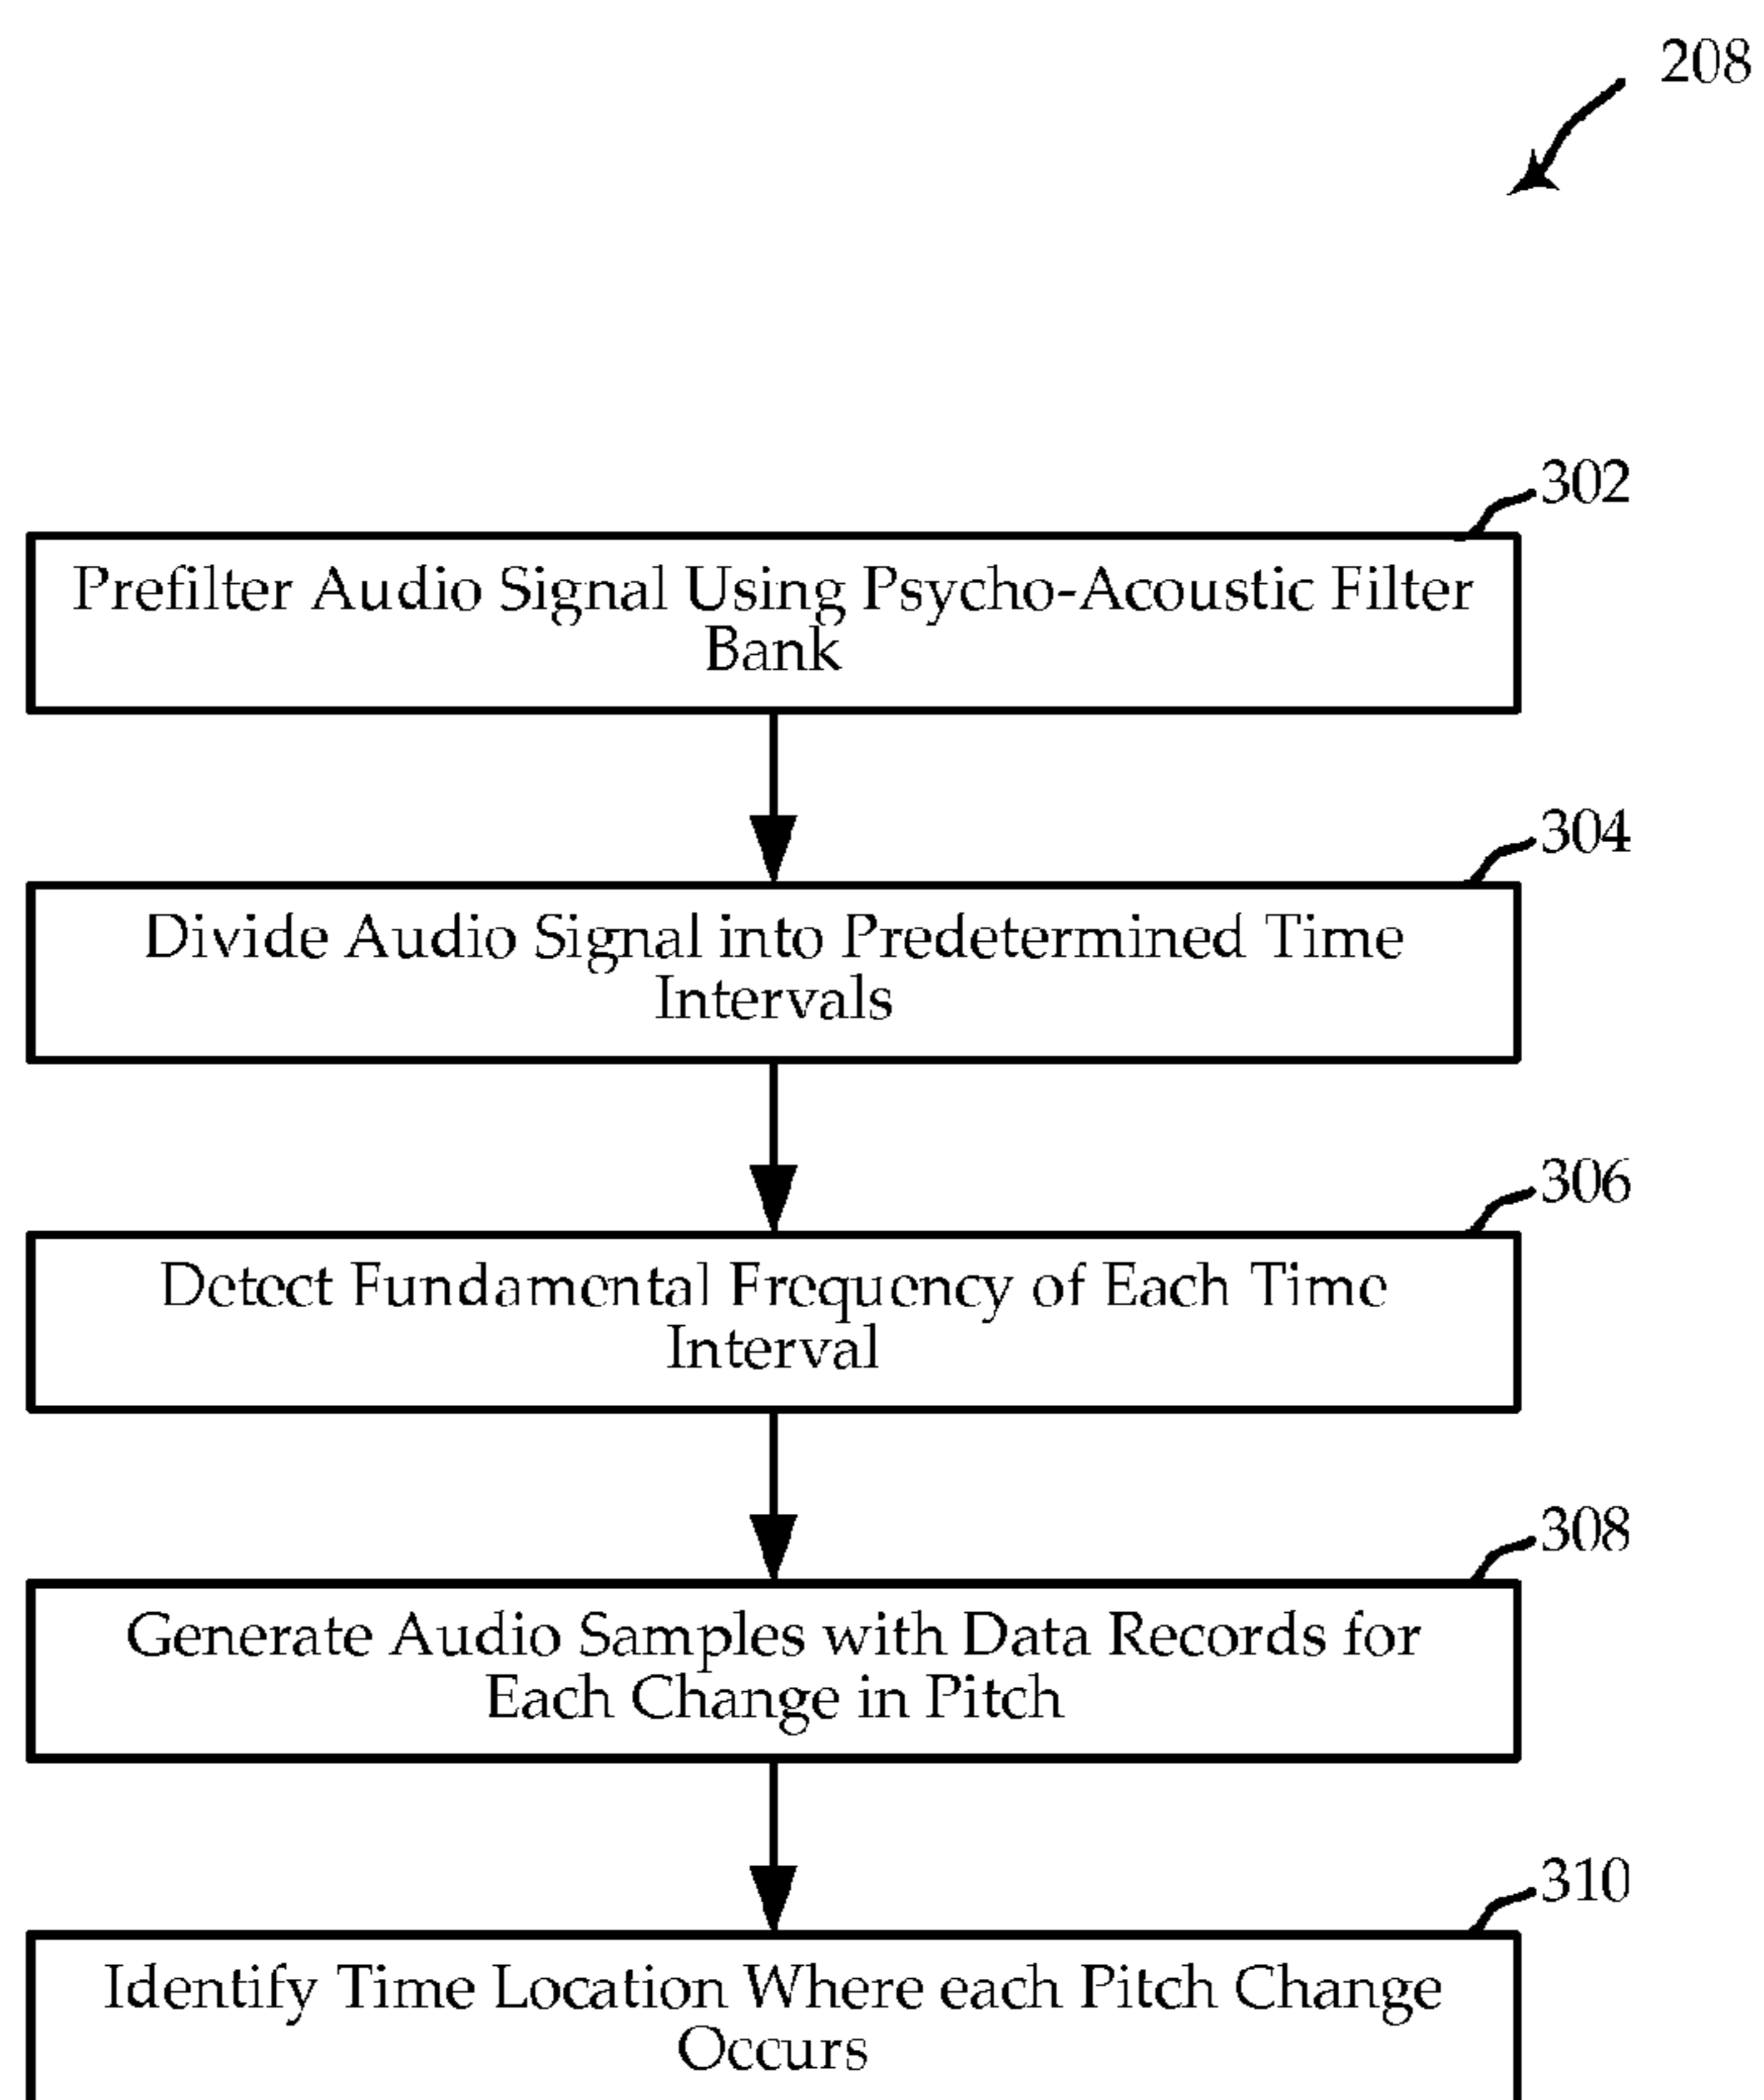 208
302
Prefilter Audio Signal Using Psycho-Acoustic Filter
Bank
304
Divide Audio Signal into Predetermined Time
Intervals
306
Detect Fundamental Frequency of Each Time
Interval
308
Generate Audio Samples with Data Records for
Each Change in Pitch
310
Identify Time Location Where each Pitch Change
Occurs